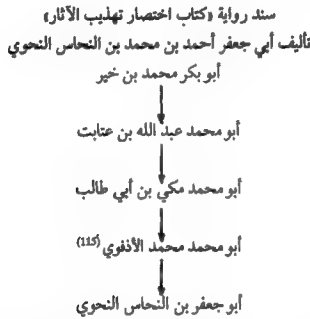 سند رواية «كتاب اختصار تهذيب الآثار»
تأليف أبي جعفر أحمد بن محمد بن النحاس النحوي
أبو بكر محمد بن خير
أبو محمد عبد الله بن عتابت
أبو محمد مكي بن أبي طالب
أبو محمد محمد الأذفوي (115)
أبو جعفر بن النحاس النحوي